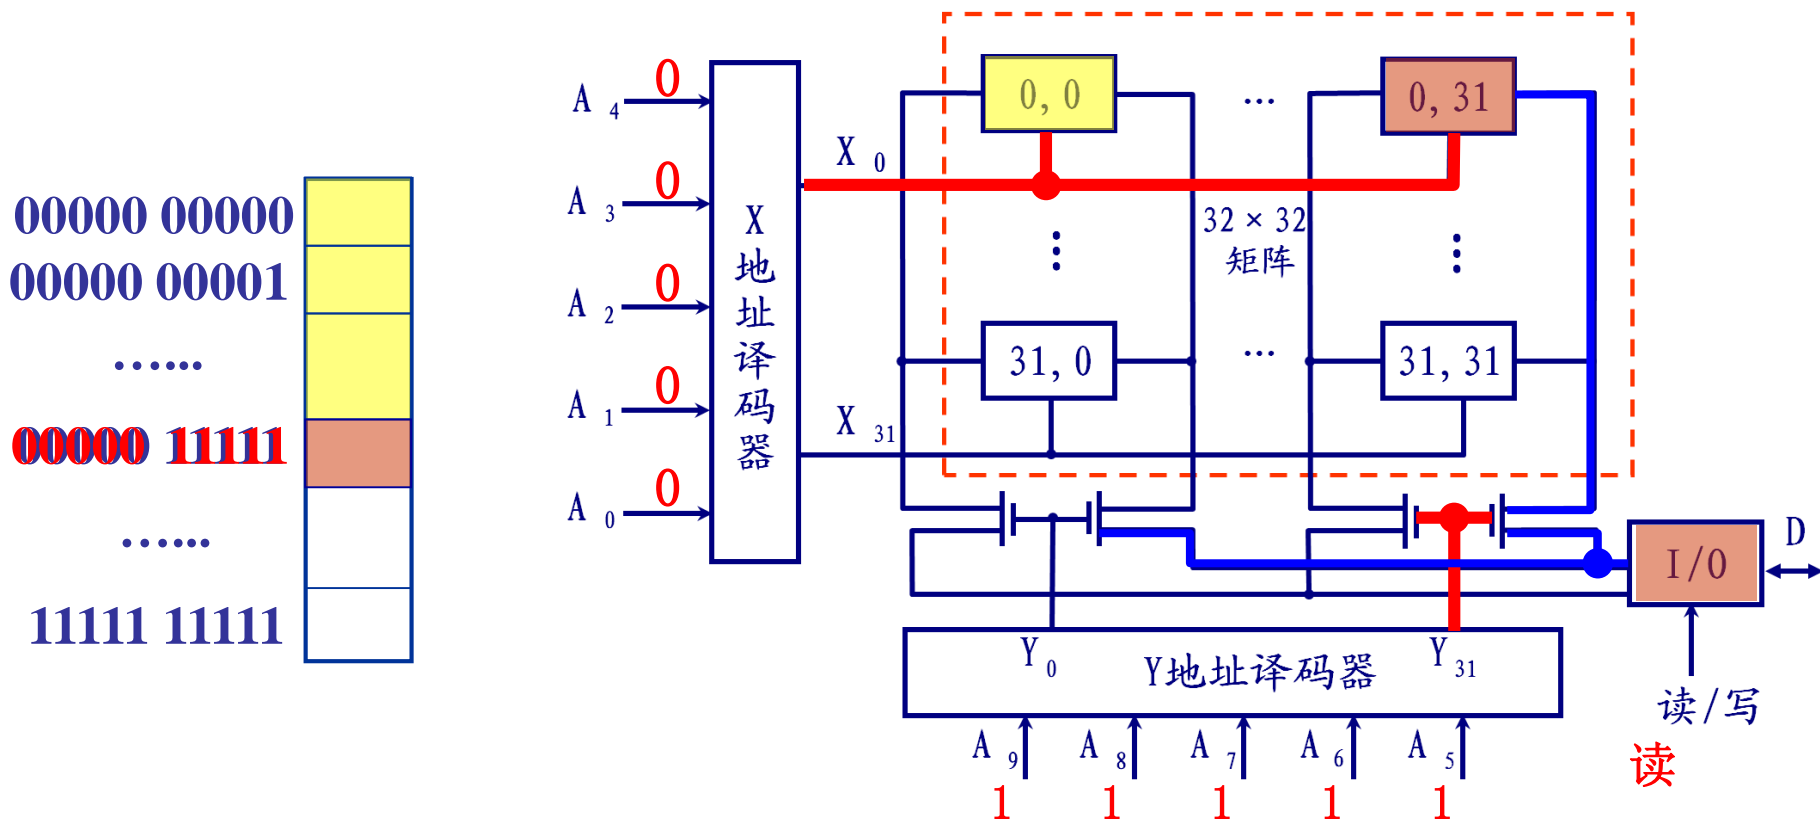 00000 00000
00000 00001
…...
00000 11111
…...
11111 11111
A4 0
A3 0
A2 0
A1 0
A0 0
X地址译码器
X0
X31
0, 0
...
0, 31
32 × 32
矩阵
31, 0
...
31, 31
I/O
D
Y0
Y地址译码器
Y31
读/写
读
A9 A8 A7 A6 A5
1 1 1 1 1